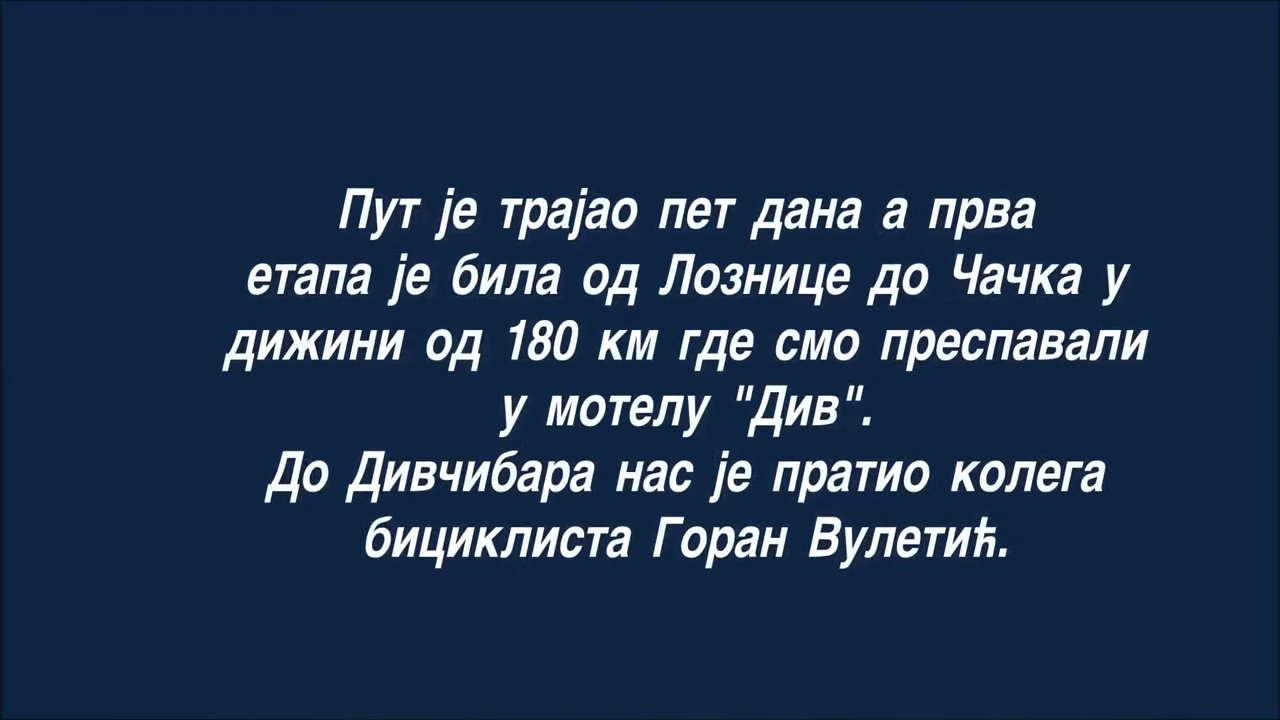 Пут је трајао пет дана а прва
етапа је била од Лознице до Чачка у
дижини од 180 км где смо преспавали
у мотелу "Див".
До Дивчибара нас је пратио колега
бициклиста Горан Вулетић.